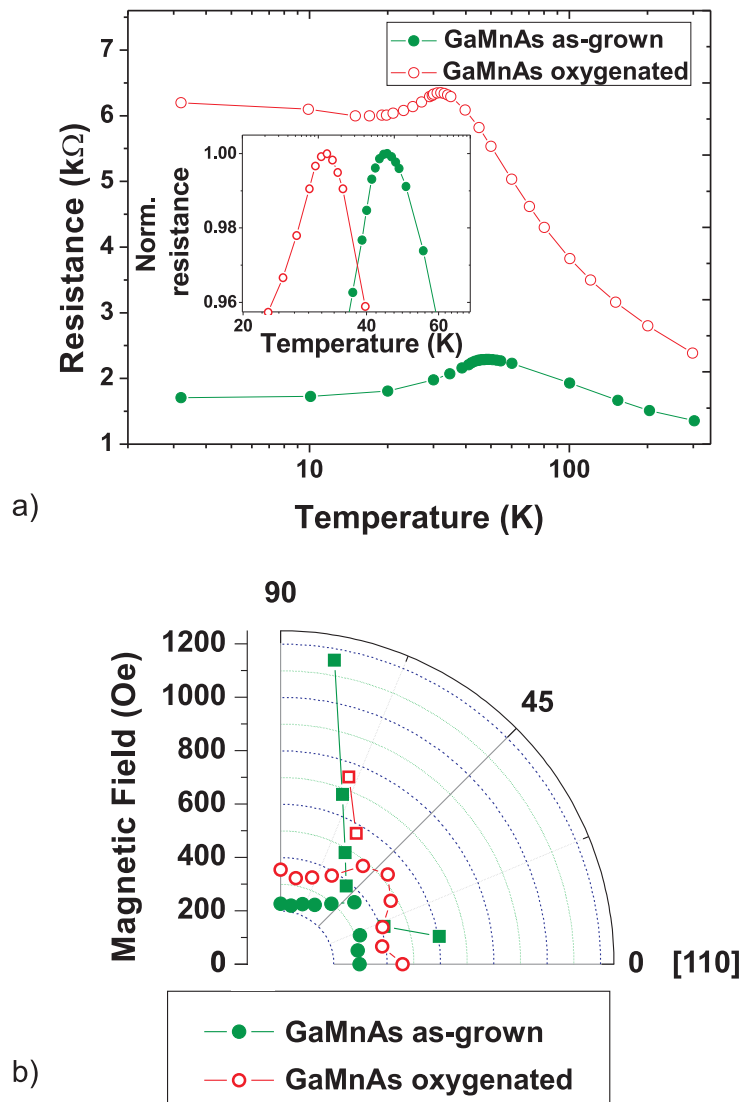 7
6
5
4
3
2
1
Resistance (kΩ)
GaMnAs as-grown
GaMnAs oxygenated
1.00
0.98
0.96
Norm.
resistance
20
40
60
Temperature (K)
10
100
Temperature (K)
a)
90
1200
1000
800
600
400
200
0
Magnetic Field (Oe)
45
0 [110]
GaMnAs as-grown
GaMnAs oxygenated
b)